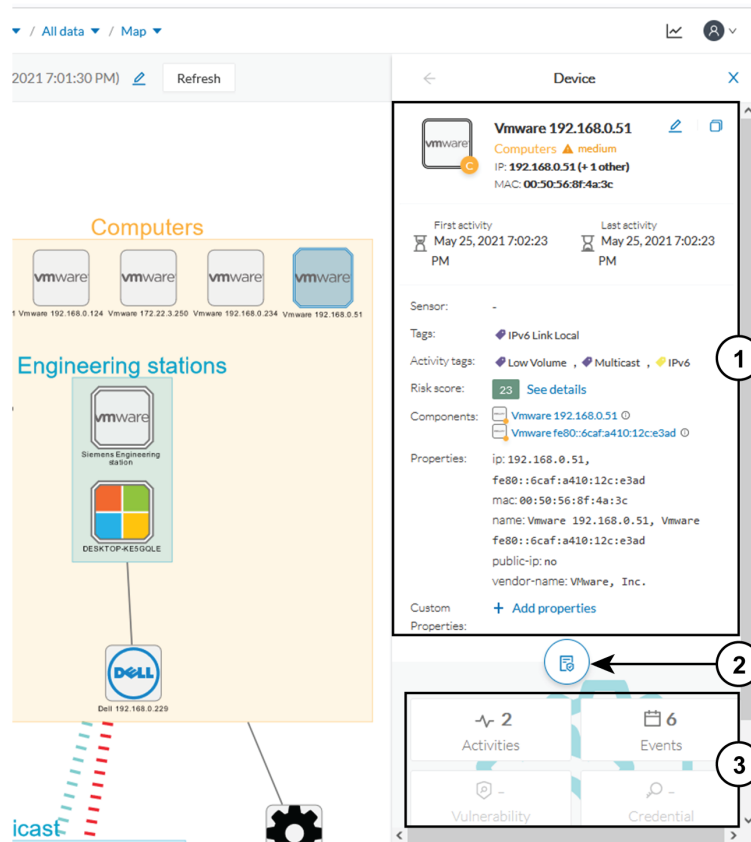 / All data / Map
A
2021 7:01:30 PM)
Refresh
Device
X
vmware
C
Vmware 192.168.0.51
Computers medium
IP: 192.168.0.51 (+ 1 other)
MAC: 00:50:56:8f:4a:3c
First activity
May 25, 2021 7:02:23
PM
Last activity
May 25, 2021 7:02:23
PM
Sensor: -
Tags: IPv6 Link Local
Activity tags: Low Volume , Multicast , IPv6
Risk score: 23 See details
Components: Vmware 192.168.0.51
Vmware fe80::6caf:a410:12c:e3ad
Properties: ip: 192.168.0.51,
fe80::6caf:a410:12c:e3ad
mac: 00:50:56:8f:4a:3c
name: Vmware 192.168.0.51, Vmware
fe80::6caf:a410:12c:e3ad
public-ip: no
vendor-name: VMware, Inc.
Custom
Properties:
+ Add properties
1
2
2
Activities
6
Events
-
Vulnerability
-
Credential
3
Computers
vmware vmware vmware vmware
1 Vmware 192.168.0.124 Vmware 172.22.3.250 Vmware 192.168.0.234 Vmware 192.168.0.51
Engineering stations
vmware
Siemens Engineering
station
DESKTOP-KE5GQLE
DELL
Dell 192.168.0.229
icast